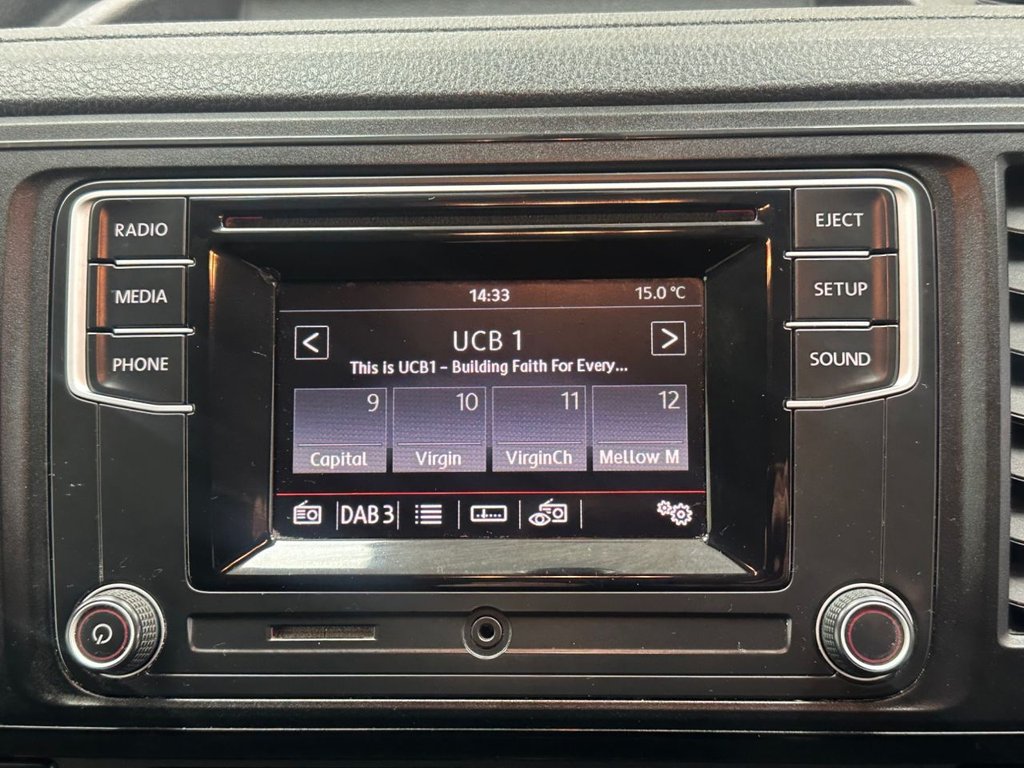 RADIO
MEDIA
PHONE
EJECT
SETUP
SOUND
14:33 15.0 °C
< UCB 1 >
This is UCB1 - Building Faith For Every...
9 10 11 12
Capital Virgin VirginCh Mellow M
DAB 3